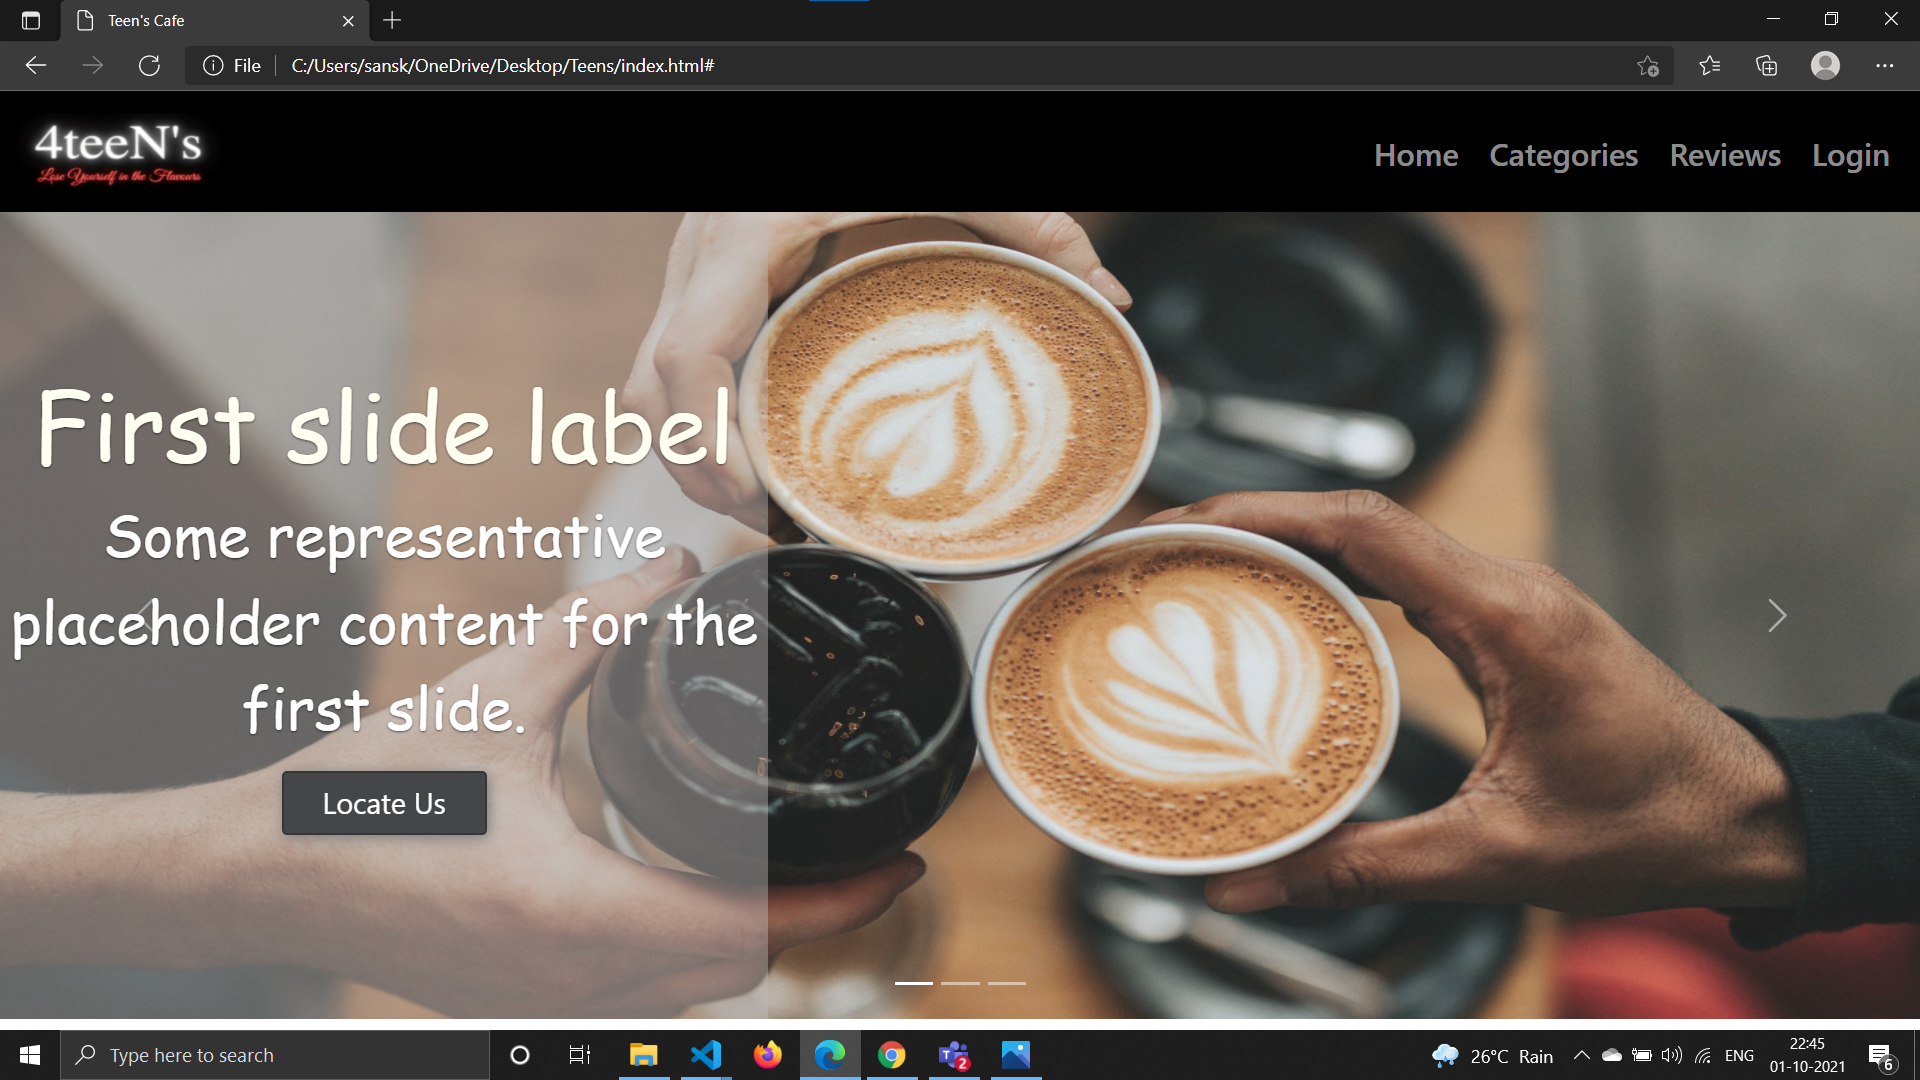 Teen's Cafe
File
C:/Users/sansk/OneDrive/Desktop/Teens/index.html#
4teeN's
Lose Yourself in the Flavours
Home Categories Reviews Login
First slide label
Some representative
placeholder content for the
first slide.
Locate Us
Type here to search
T
2
26°C Rain
ENG
22:45
01-10-2021
6